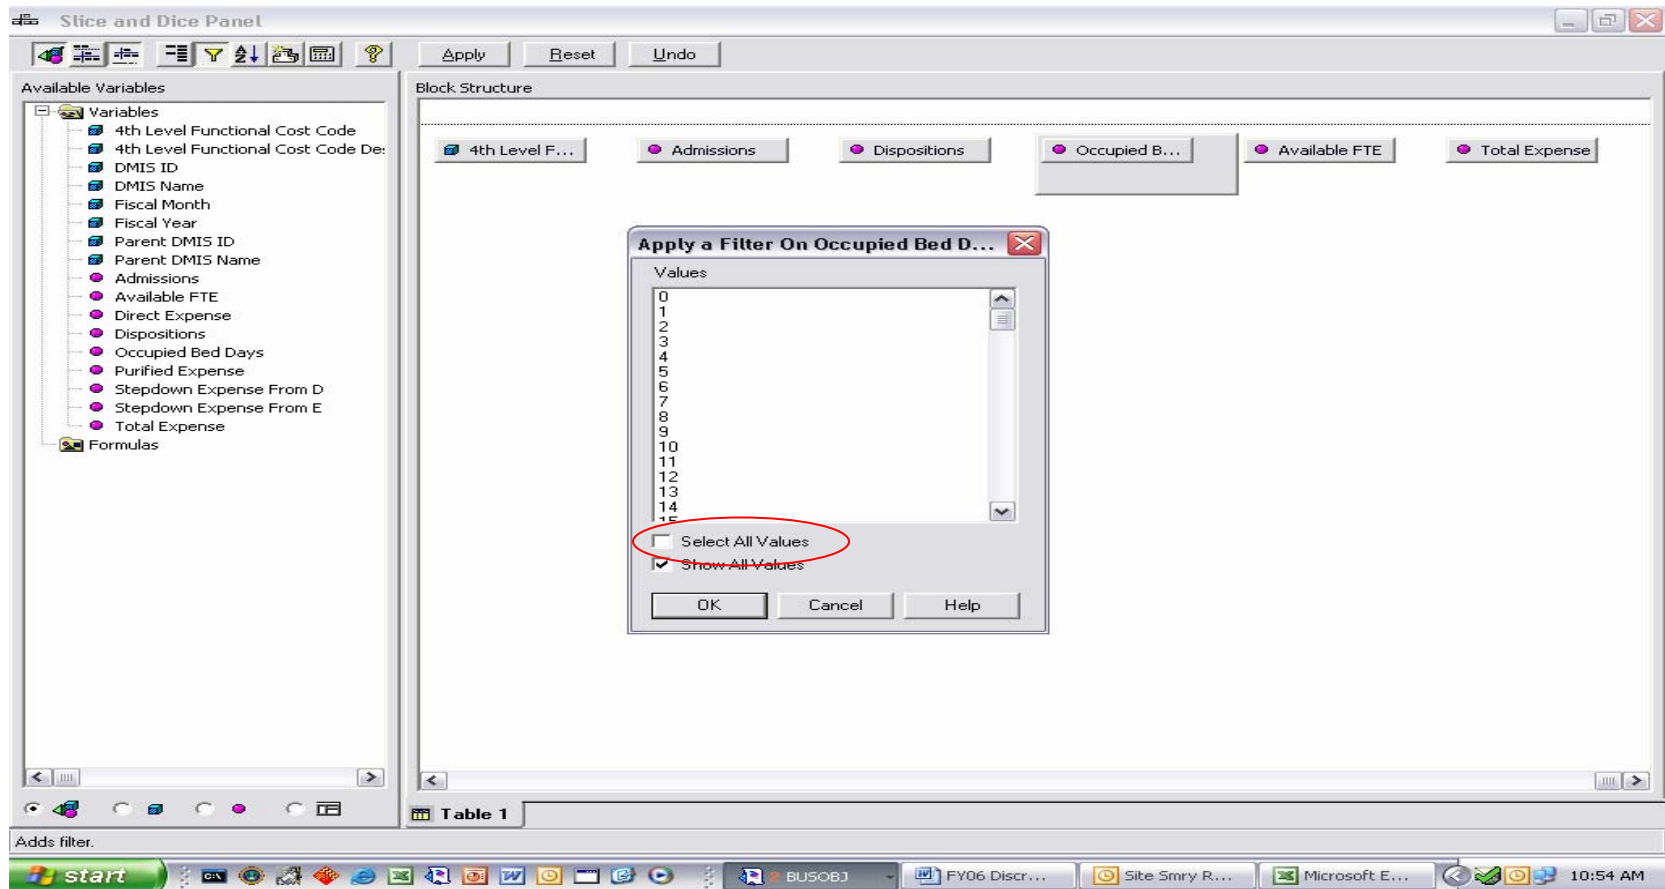 Slice and Dice Panel
Apply
Reset
Undo
Available Variables
Variables
4th Level Functional Cost Code
4th Level Functional Cost Code De:
DMIS ID
DMIS Name
Fiscal Month
Fiscal Year
Parent DMIS ID
Parent DMIS Name
Admissions
Available FTE
Direct Expense
Dispositions
Occupied Bed Days
Purified Expense
Stepdown Expense From D
Stepdown Expense From E
Total Expense
Formulas
Block Structure
4th Level F...
Admissions
Dispositions
Occupied B...
Available FTE
Total Expense
Apply a Filter On Occupied Bed D...
Values
0
1
2
3
4
5
6
7
8
9
10
11
12
13
14
15
Select All Values
Show All Values
OK
Cancel
Help
Table 1
Adds filter.
start
2 BUSOBJ
FY06 Discr...
Site Smry R...
Microsoft E...
10:54 AM